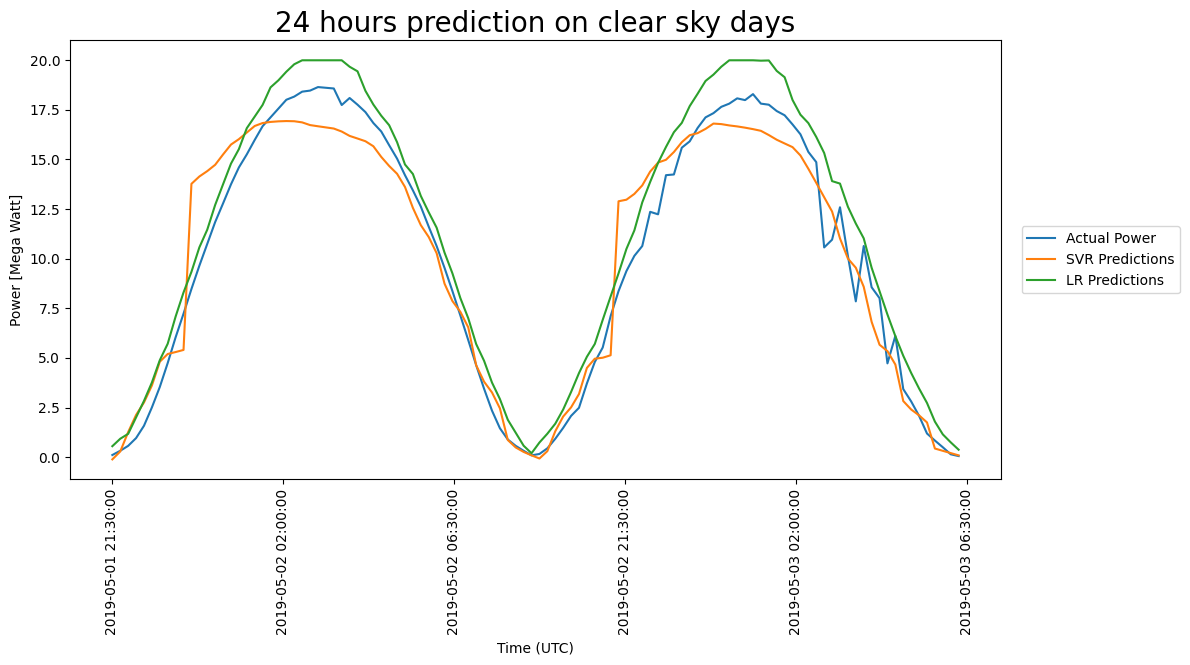 24 hours prediction on clear sky days
Power [Mega Watt]
20.0
17.5
15.0
12.5
10.0
7.5
5.0
2.5
0.0
2019-05-01 21:30:00
2019-05-02 02:00:00
2019-05-02 06:30:00
2019-05-02 21:30:00
2019-05-03 02:00:00
2019-05-03 06:30:00
Time (UTC)
Actual Power
SVR Predictions
LR Predictions